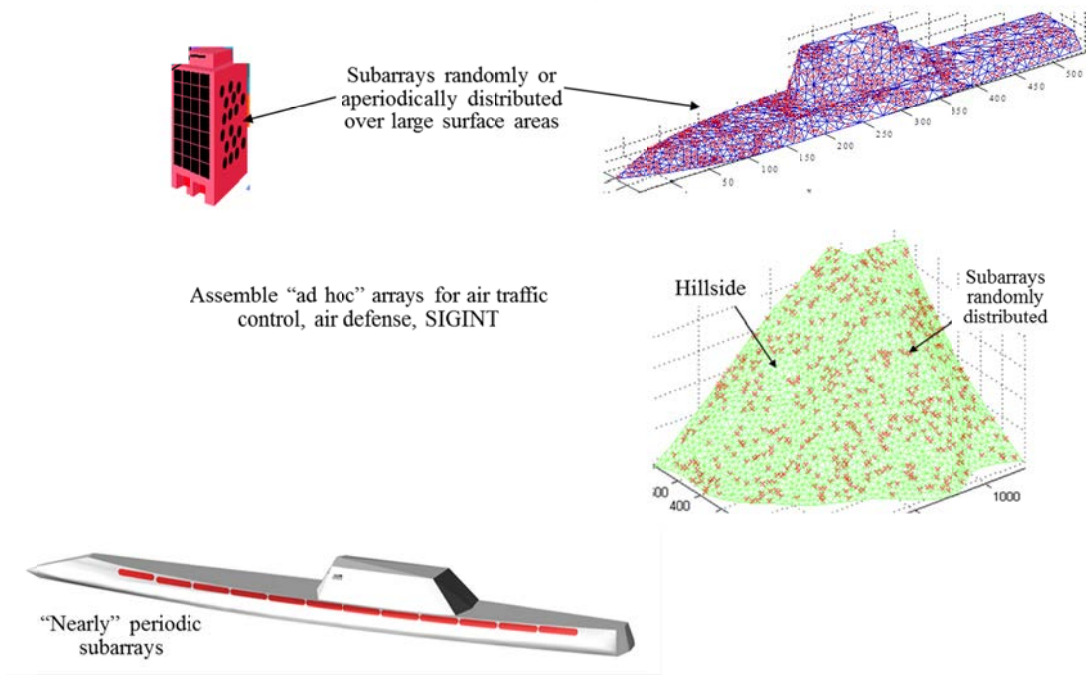 Subarrays randomly or
aperiodically distributed
over large surface areas
50
100
150
200
250
300
350
400
450
500
Assemble “ad hoc” arrays for air traffic
control, air defense, SIGINT
Hillside
Subarrays
randomly
distributed
400
1000
“Nearly” periodic
subarrays